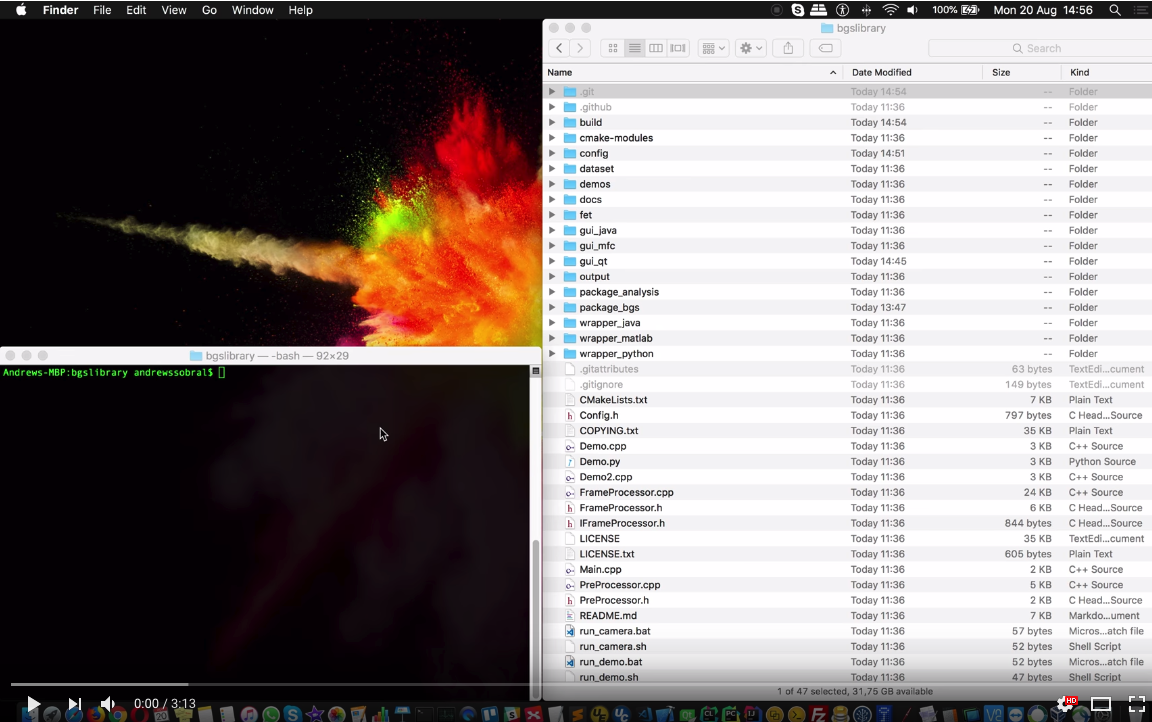 Finder File Edit View Go Window Help 100% Mon 20 Aug 14:56
bgslibrary
Search
Name Date Modified Size Kind
.git Today 14:54 -- Folder
.github Today 11:36 -- Folder
build Today 14:54 -- Folder
cmake-modules Today 11:36 -- Folder
config Today 14:51 -- Folder
dataset Today 11:36 -- Folder
demos Today 11:36 -- Folder
docs Today 11:36 -- Folder
fet Today 11:36 -- Folder
gui_java Today 11:36 -- Folder
gui_mfc Today 11:36 -- Folder
gui_qt Today 14:45 -- Folder
output Today 11:36 -- Folder
package_analysis Today 11:36 -- Folder
package_bgs Today 13:47 -- Folder
wrapper_java Today 11:36 -- Folder
wrapper_matlab Today 11:36 -- Folder
wrapper_python Today 11:36 -- Folder
.gitattributes Today 11:36 63 bytes TextEdi...cument
.gitignore Today 11:36 149 bytes TextEdi...cument
CMakeLists.txt Today 11:36 7 KB Plain Text
Config.h Today 11:36 797 bytes C Head...Source
COPYING.txt Today 11:36 35 KB Plain Text
Demo.cpp Today 11:36 3 KB C++ Source
Demo.py Today 11:36 3 KB Python Source
Demo2.cpp Today 11:36 3 KB C++ Source
FrameProcessor.cpp Today 11:36 24 KB C++ Source
FrameProcessor.h Today 11:36 6 KB C Head...Source
IFrameProcessor.h Today 11:36 844 bytes C Head...Source
LICENSE Today 11:36 35 KB TextEdi...cument
LICENSE.txt Today 11:36 605 bytes Plain Text
Main.cpp Today 11:36 2 KB C++ Source
PreProcessor.cpp Today 11:36 5 KB C++ Source
PreProcessor.h Today 11:36 2 KB C Head...Source
README.md Today 11:36 7 KB Markdo...ument
run_camera.bat Today 11:36 57 bytes Micros...atch file
run_camera.sh Today 11:36 52 bytes Shell Script
run_demo.bat Today 11:36 52 bytes Micros...atch file
run_demo.sh Today 11:36 47 bytes Shell Script
1 of 47 selected, 31,75 GB available
bgslibrary — -bash — 92×29
Andrews-MBP:bgslibrary andrewssobral$
0:00 / 3:13
HD